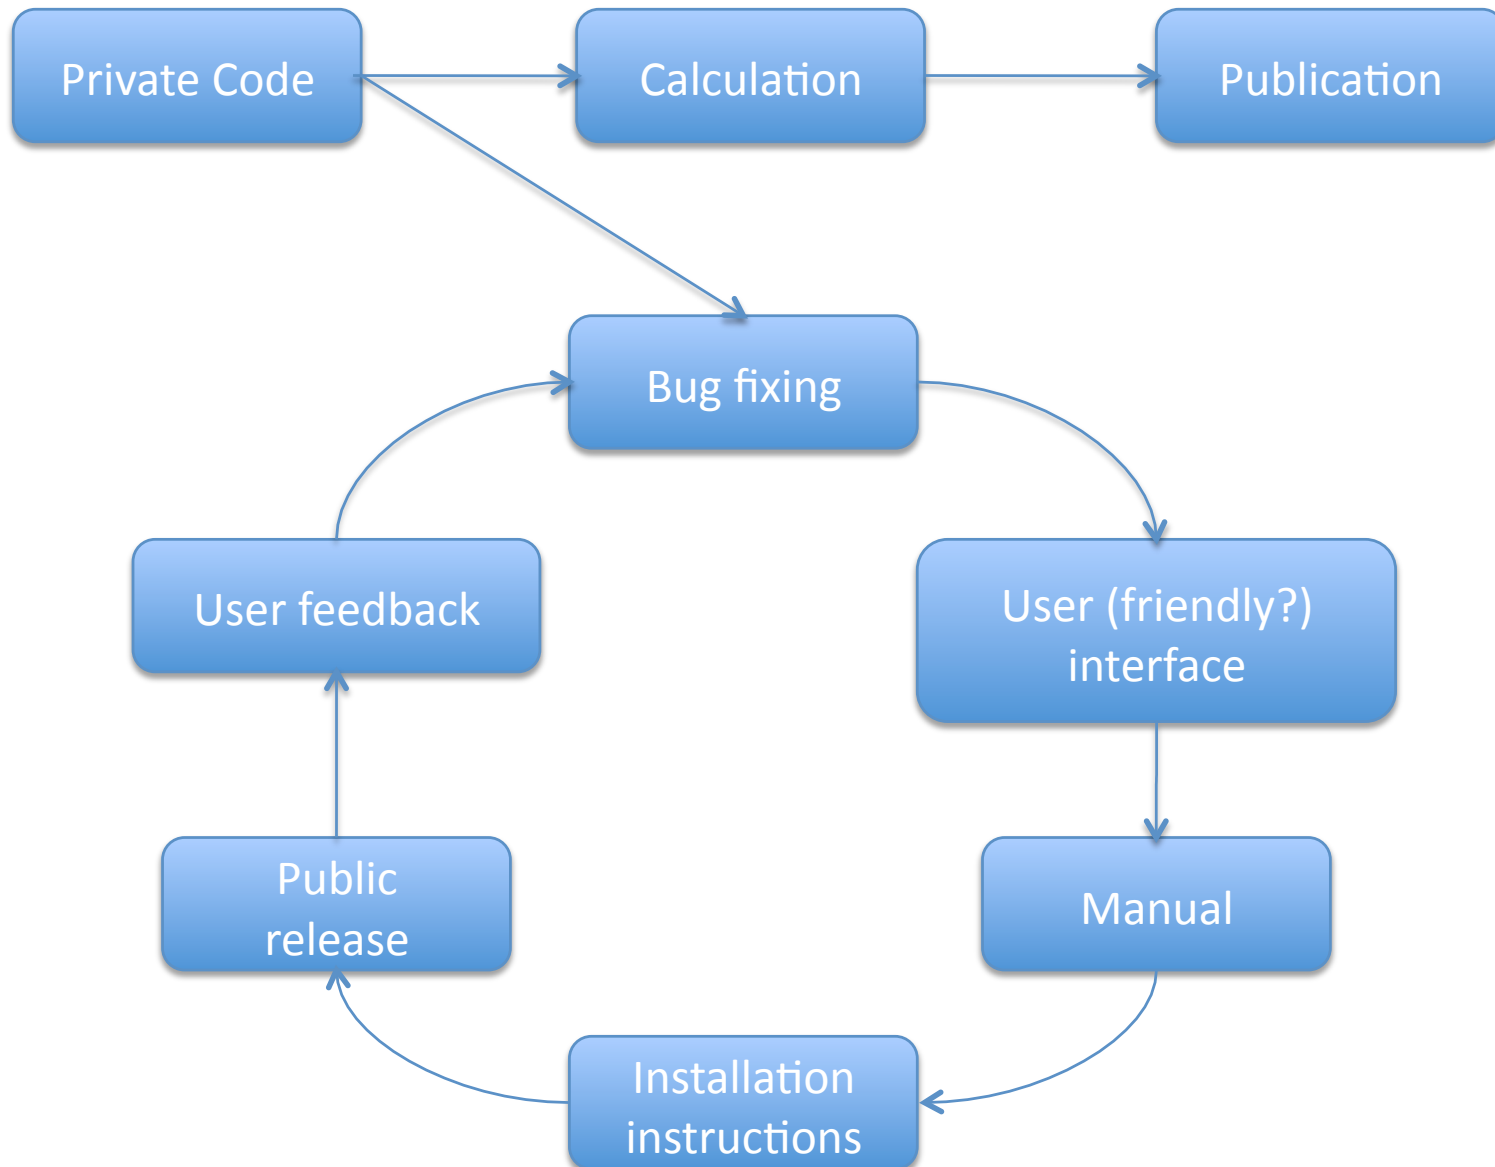 Private Code
Calculation
Publication
Bug fixing
User feedback
User (friendly?)
interface
Public
release
Manual
Installation
instructions